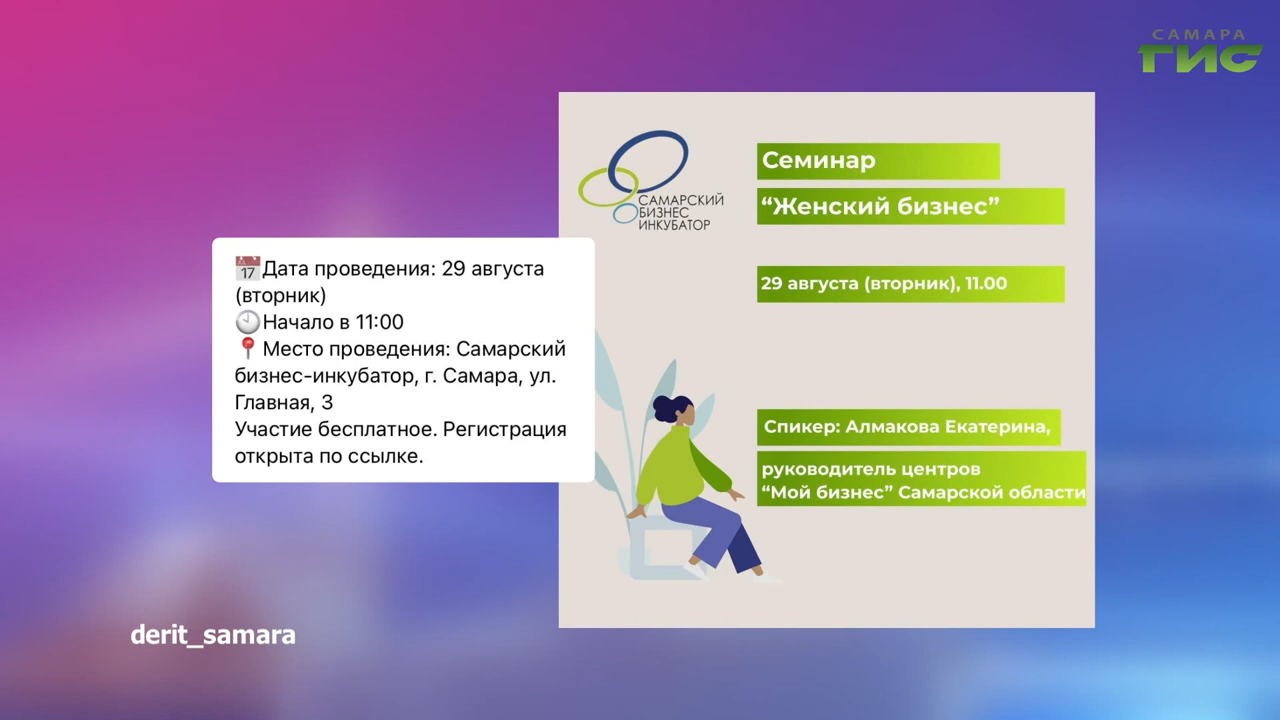 САМАРА
ГИС
САМАРСКИЙ
БИЗНЕС
ИНКУБАТОР
Семинар
“Женский бизнес”
29 августа (вторник), 11.00
Спикер: Алмакова Екатерина,
руководитель центров
“Мой бизнес” Самарской области
17
Дата проведения: 29 августа
(вторник)
Начало в 11:00
Место проведения: Самарский
бизнес-инкубатор, г. Самара, ул.
Главная, 3
Участие бесплатное. Регистрация
открыта по ссылке.
derit_samara